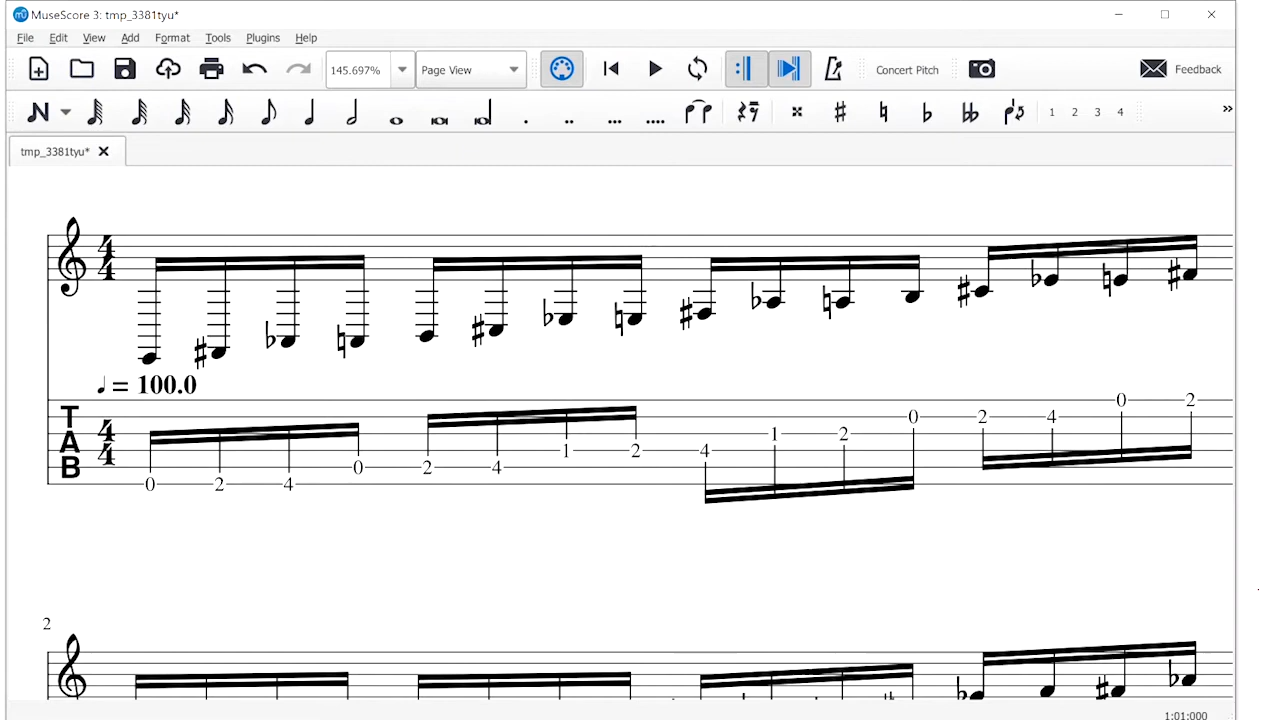 MuseScore 3: tmp_3381tyu*
File Edit View Add Format Tools Plugins Help
145.697% Page View Concert Pitch Feedback
1 2 3 4 »
tmp_3381tyu*
4
4
= 100.0
T A B
4
4
0 2
0 2 4
1 2
4 1 2
0 2 4
0 2 4
2
1:01:000